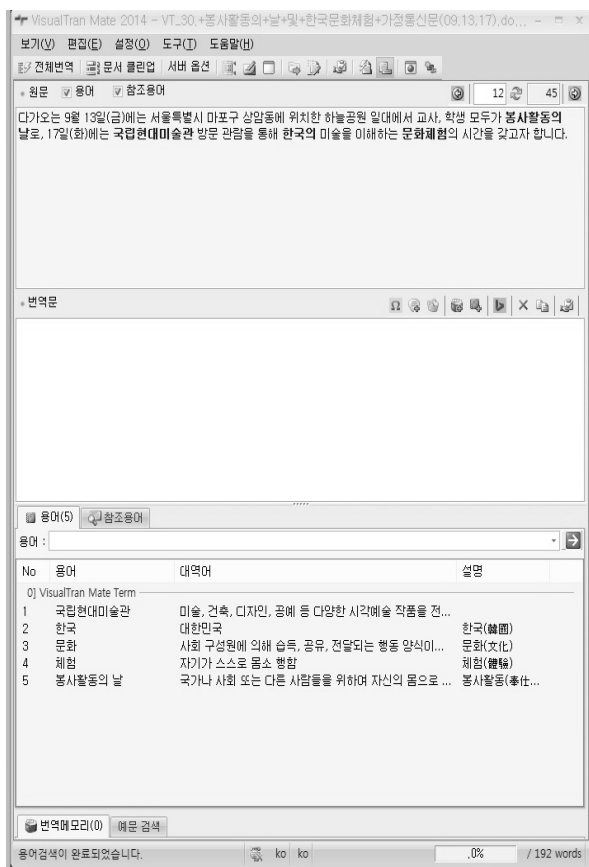 VisualTran Mate 2014 - VT_30,+봉사활동의+날+및+한국문화체험+가정통신문(09,13,17),do...
보기(V) 편집(E) 설정(O) 도구(T) 도움말(H)
전체번역 문서 클린업 서버 옵션
원문 용어 참조용어 12 45
다가오는 9월 13일(금)에는 서울특별시 마포구 상암동에 위치한 하늘공원 일대에서 교사, 학생 모두가 봉사활동의
날로, 17일(화)에는 국립현대미술관 방문 관람을 통해 한국의 미술을 이해하는 문화체험의 시간을 갖고자 합니다.
번역문
용어(5) 참조용어
용어 :
No 용어 대역어 설명
0] VisualTran Mate Term
1 국립현대미술관 미술, 건축, 디자인, 공예 등 다양한 시각예술 작품을 전...
2 한국 대한민국 한국(韓國)
3 문화 사회 구성원에 의해 습득, 공유, 전달되는 행동 양식이... 문화(文化)
4 체험 자기가 스스로 몸소 행함 체험(體驗)
5 봉사활동의 날 국가나 사회 또는 다른 사람들을 위하여 자신의 몸으로 ... 봉사활동(奉仕...
번역메모리(0) 예문 검색
용어검색이 완료되었습니다. ko ko ,0% / 192 words